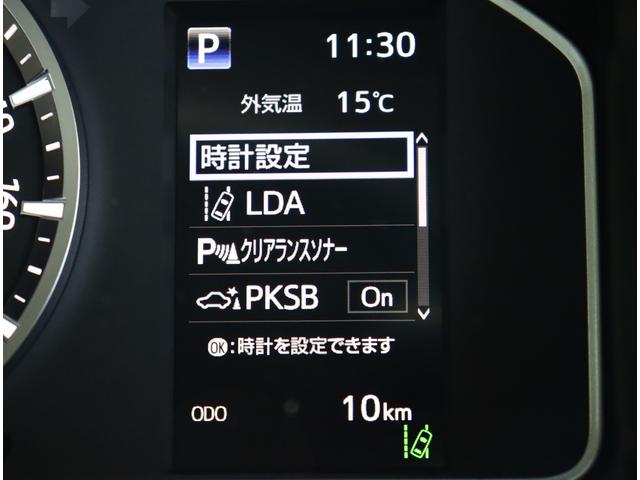 P 11:30
外気温 15℃
時計設定
LDA
P クリアランスソナー
PKSB On
OK:時計を設定できます
ODO 10km
160